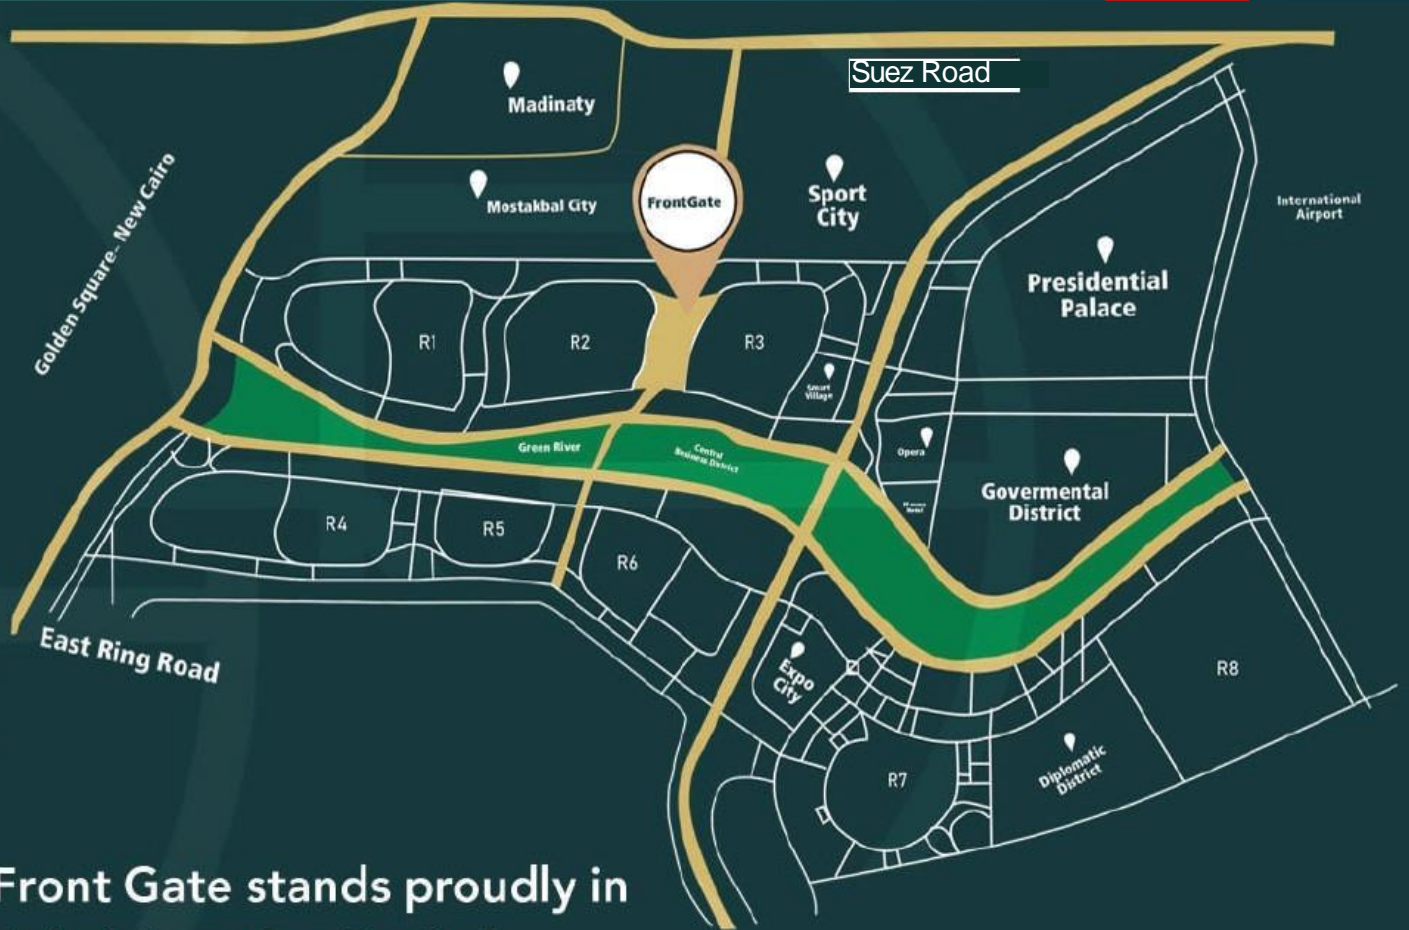 Suez Road
Madinaty
Mostakbal City
FrontGate
Sport
City
Golden Square- New Cairo
International
Airport
Presidential
Palace
R1
R2
R3
Smart
Village
Green River
Central
Business District
Opera
Govermental
District
R4
R5
R6
East Ring Road
Expo
City
R8
R7
Diplomatic
District
Front Gate stands proudly in